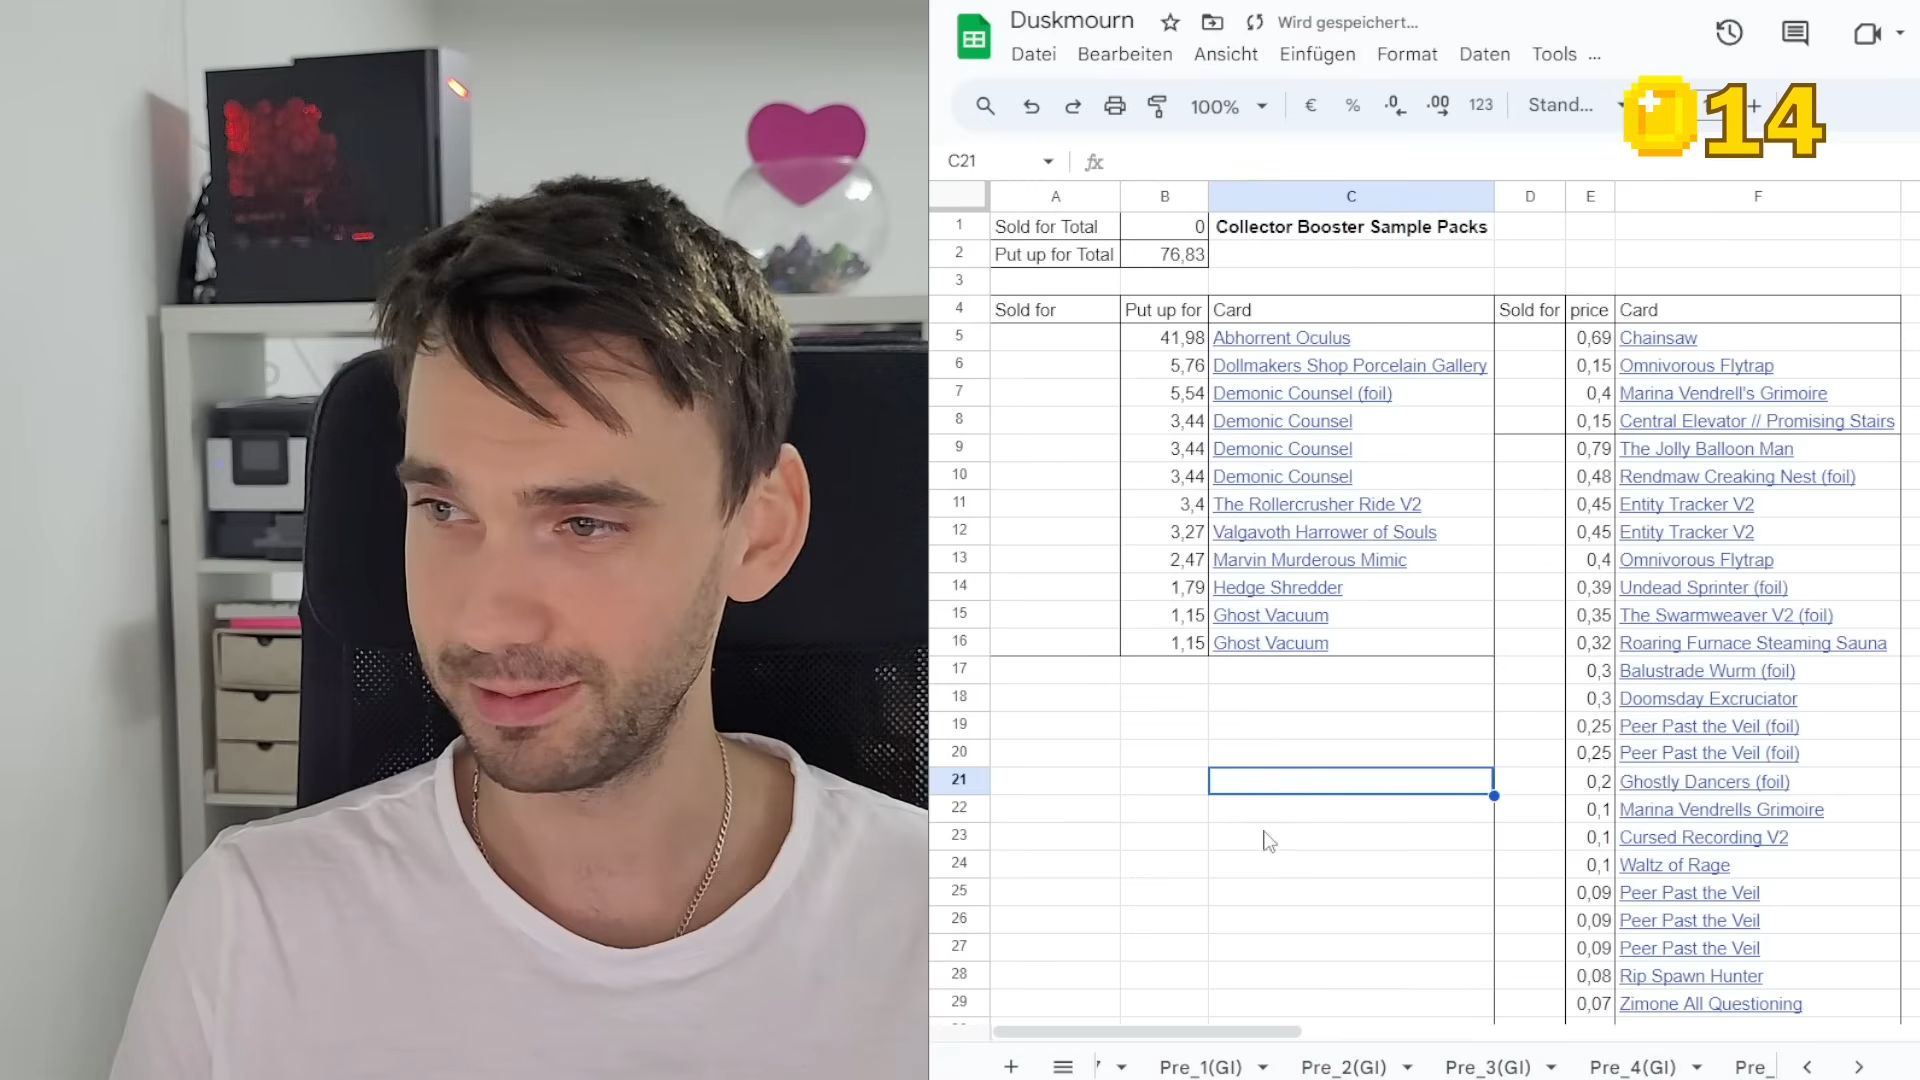 Duskmourn Wird gespeichert...
Datei Bearbeiten Ansicht Einfügen Format Daten Tools ...
100% € % .0 .00 123 Stand... +
14
C21 fx
A B C D E F
1 Sold for Total 0 Collector Booster Sample Packs
2 Put up for Total 76,83
3
4 Sold for Put up for Card Sold for price Card
5 41,98 Abhorrent Oculus 0,69 Chainsaw
6 5,76 Dollmakers Shop Porcelain Gallery 0,15 Omnivorous Flytrap
7 5,54 Demonic Counsel (foil) 0,4 Marina Vendrell's Grimoire
8 3,44 Demonic Counsel 0,15 Central Elevator // Promising Stairs
9 3,44 Demonic Counsel 0,79 The Jolly Balloon Man
10 3,44 Demonic Counsel 0,48 Rendmaw Creaking Nest (foil)
11 3,4 The Rollercrusher Ride V2 0,45 Entity Tracker V2
12 3,27 Valgavoth Harrower of Souls 0,45 Entity Tracker V2
13 2,47 Marvin Murderous Mimic 0,4 Omnivorous Flytrap
14 1,79 Hedge Shredder 0,39 Undead Sprinter (foil)
15 1,15 Ghost Vacuum 0,35 The Swarmweaver V2 (foil)
16 1,15 Ghost Vacuum 0,32 Roaring Furnace Steaming Sauna
17 0,3 Balustrade Wurm (foil)
18 0,3 Doomsday Excruciator
19 0,25 Peer Past the Veil (foil)
20 0,25 Peer Past the Veil (foil)
21 0,2 Ghostly Dancers (foil)
22 0,1 Marina Vendrells Grimoire
23 0,1 Cursed Recording V2
24 0,1 Waltz of Rage
25 0,09 Peer Past the Veil
26 0,09 Peer Past the Veil
27 0,09 Peer Past the Veil
28 0,08 Rip Spawn Hunter
29 0,07 Zimone All Questioning
+ Pre_1(GI) Pre_2(GI) Pre_3(GI) Pre_4(GI) Pre_